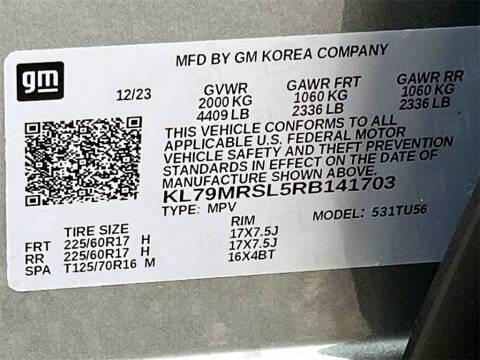 MFD BY GM KOREA COMPANY
gm
12/23 GVWR GAWR FRT GAWR RR
2000 KG 1060 KG 1060 KG
4409 LB 2336 LB 2336 LB
THIS VEHICLE CONFORMS TO ALL
APPLICABLE U.S. FEDERAL MOTOR
VEHICLE SAFETY AND THEFT PREVENTION
STANDARDS IN EFFECT ON THE DATE OF
MANUFACTURE SHOWN ABOVE.
KL79MRSL5RB141703
TYPE: MPV MODEL: 531TU56
TIRE SIZE RIM
FRT 225/60R17 H 17X7.5J
RR 225/60R17 H 17X7.5J
SPA T125/70R16 M 16X4BT